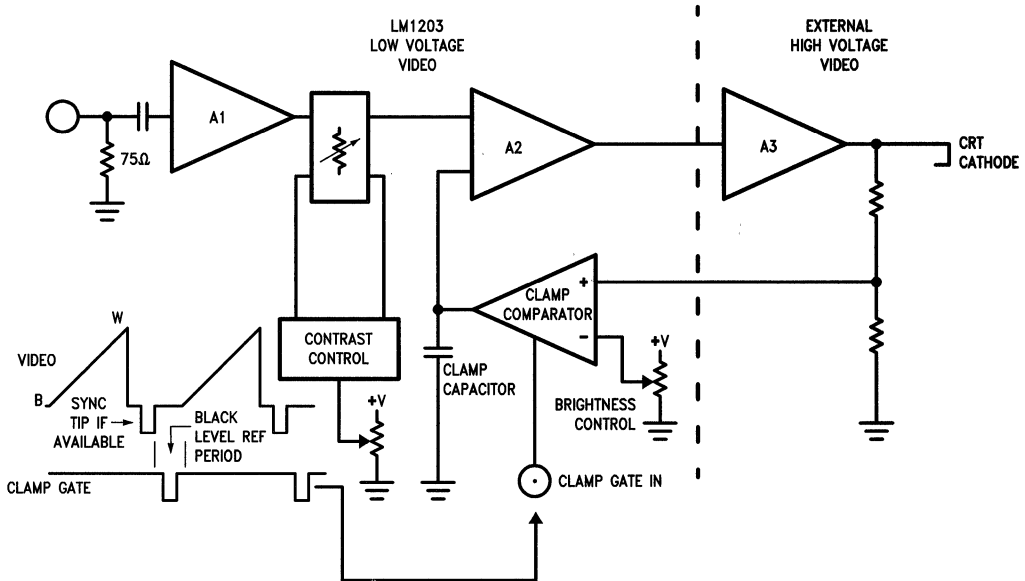 LM1203
LOW VOLTAGE
VIDEO
EXTERNAL
HIGH VOLTAGE
VIDEO
A1
A2
A3
75Ω
CRT
CATHODE
+
CLAMP
COMPARATOR
-
CONTRAST
CONTROL
CLAMP
CAPACITOR
+V
BRIGHTNESS
CONTROL
+V
W
VIDEO
B
SYNC
TIP IF
AVAILABLE
BLACK
LEVEL REF
PERIOD
CLAMP GATE
CLAMP GATE IN